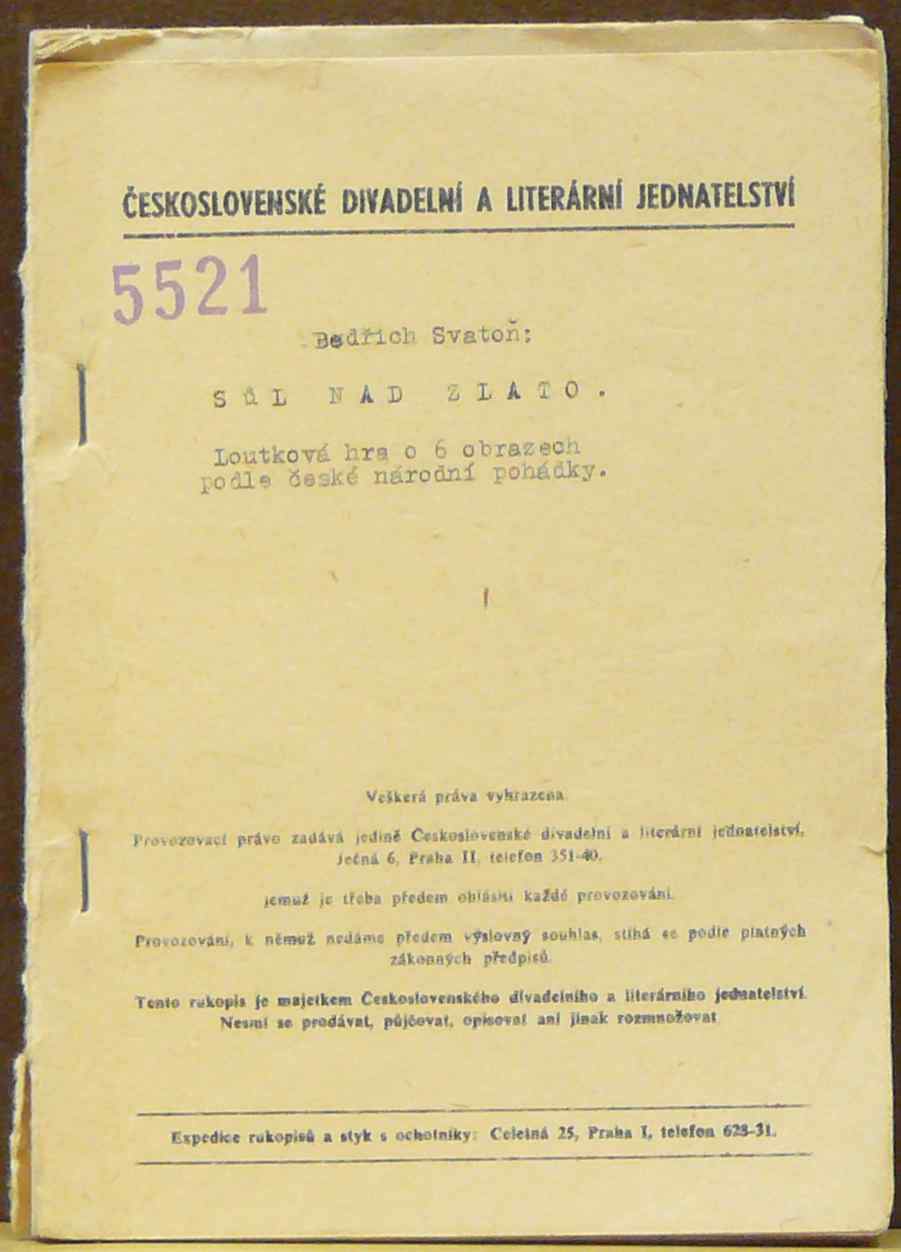 ČESKOSLOVENSKÉ DIVADELNÍ A LITERÁRNÍ JEDNATELSTVÍ
5521
Bedřich Svatoň:
SŮL NAD ZLATO.
Loutková hra o 6 obrazech
podle české národní pohádky.
Veškerá práva vyhrazena.
Provozovací právo zadává jedině Československé divadelní a literární jednatelství,
Ječná 6, Praha II, telefon 351-40,
jemuž je třeba předem ohlásiti každé provozování.
Provozování, k němuž nedáme předem výslovný souhlas, stíhá se podle platných
zákonných předpisů.
Tento rukopis je majetkem Československého divadelního a literárního jednatelství.
Nesmí se prodávat, půjčovat, opisovat ani jinak rozmnožovat
Expedice rukopisů a styk s ochotníky: Celetná 25, Praha I, telefon 628-31.